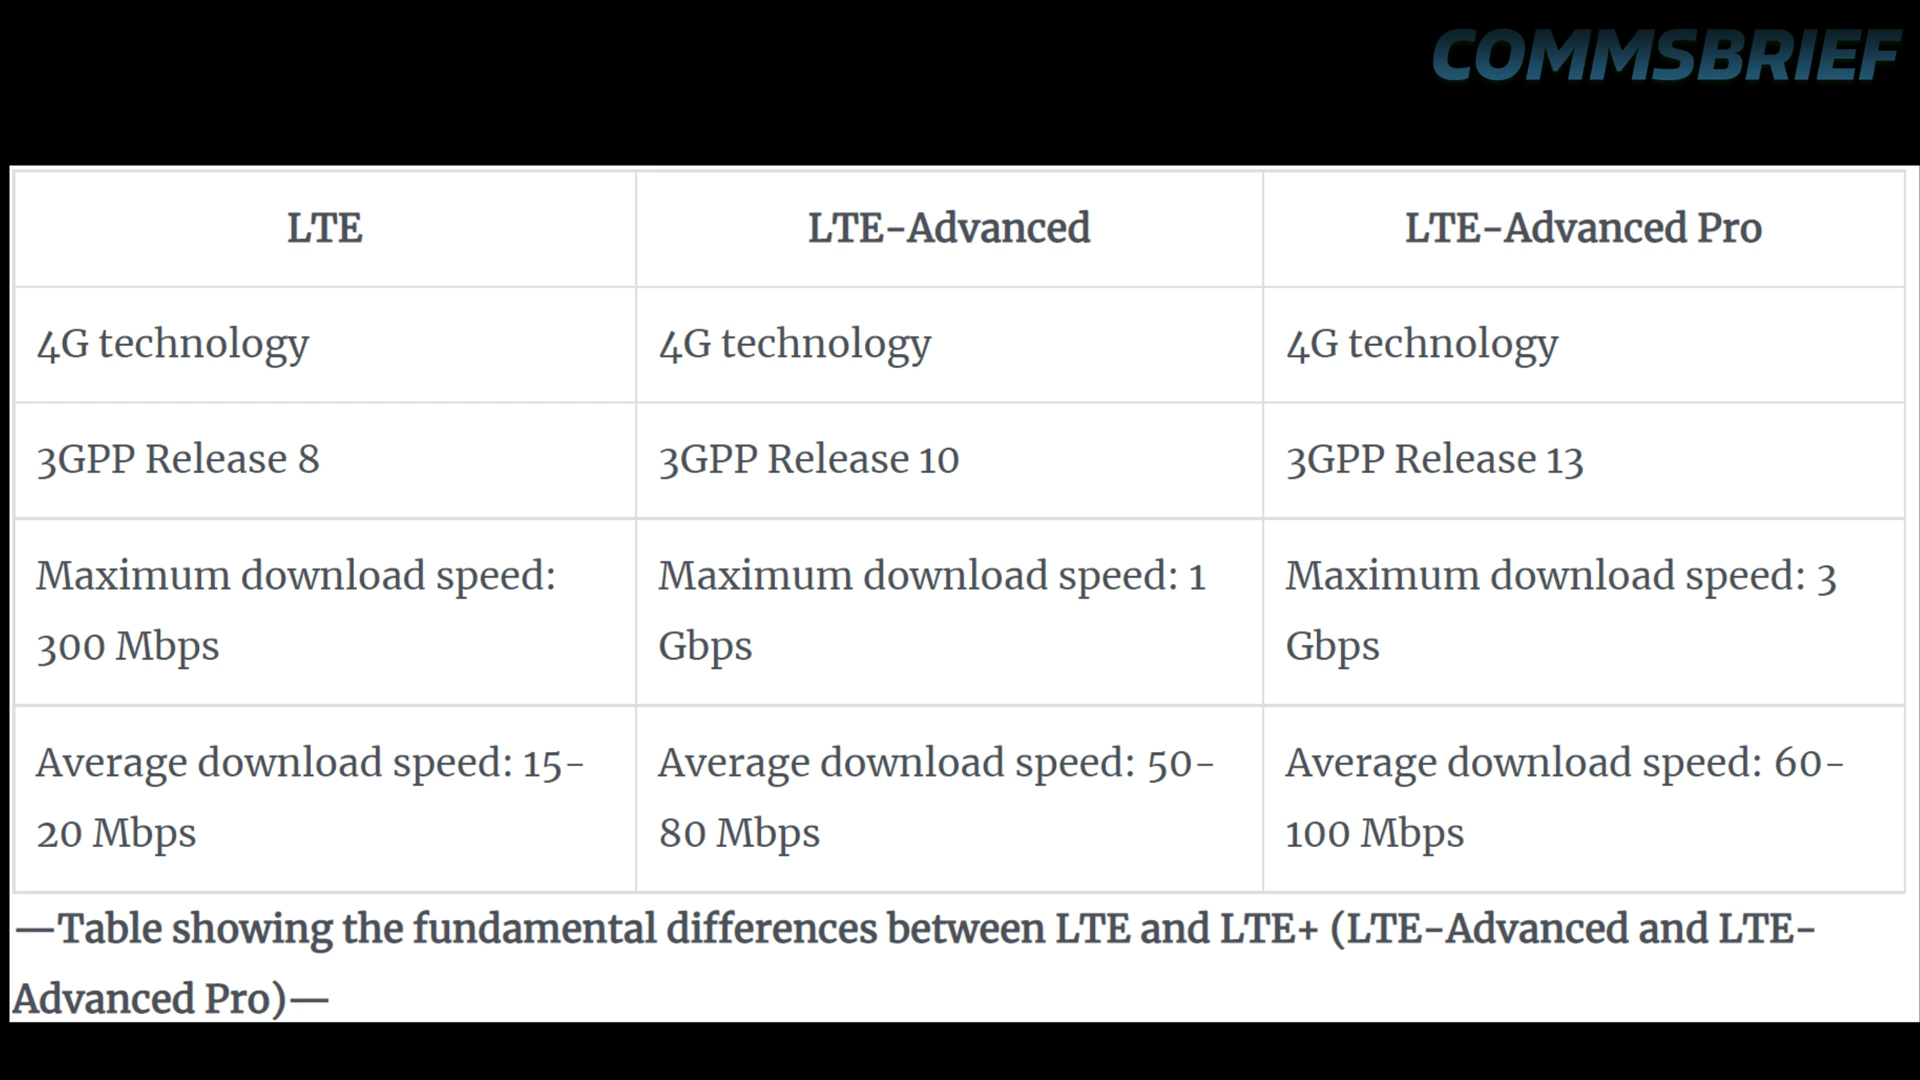 COMMSBRIEF
LTE
LTE-Advanced
LTE-Advanced Pro
4G technology
4G technology
4G technology
3GPP Release 8
3GPP Release 10
3GPP Release 13
Maximum download speed:
300 Mbps
Maximum download speed: 1
Gbps
Maximum download speed: 3
Gbps
Average download speed: 15-
20 Mbps
Average download speed: 50-
80 Mbps
Average download speed: 60-
100 Mbps
—Table showing the fundamental differences between LTE and LTE+ (LTE-Advanced and LTE-
Advanced Pro)—